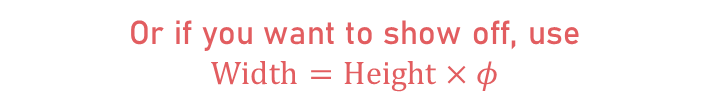 Or if you want to show off, use
Width = Height × ϕ